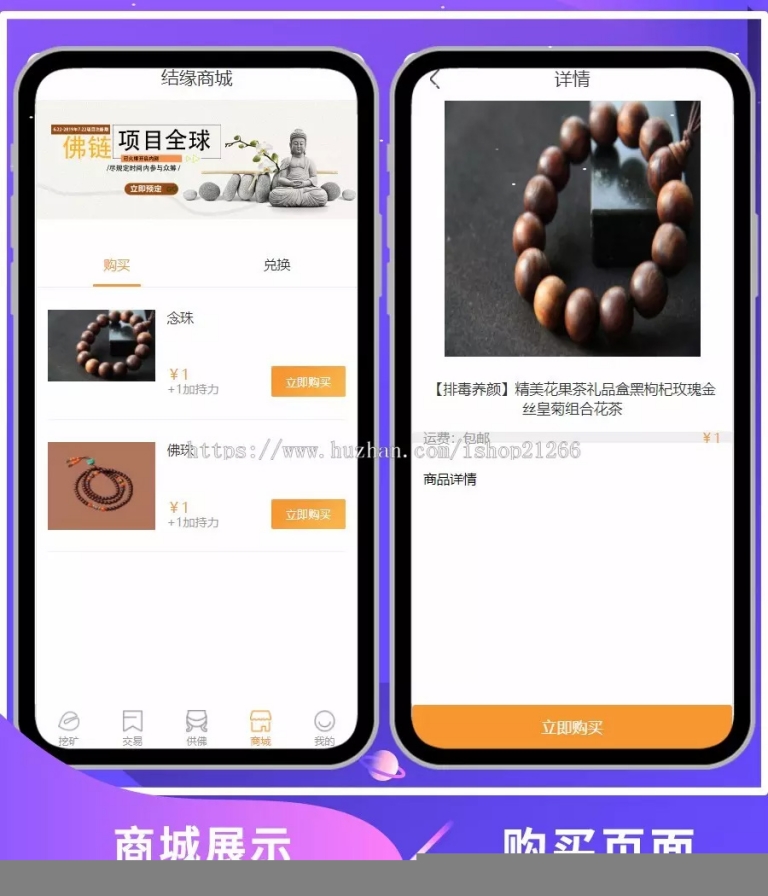 结缘商城
佛链
项目全球
/尽规定时间内参与众筹/
立即预定
购买
兑换
念珠
￥1
+1加持力
立即购买
佛珠
￥1
+1加持力
立即购买
挖矿
交易
供佛
商城
我的
详情
【排毒养颜】精美花果茶礼品盒黑枸杞玫瑰金
丝皇菊组合花茶
运费：包邮
￥1
商品详情
立即购买
https://www.huzhan.com/ishop21266
商城展示
购买页面